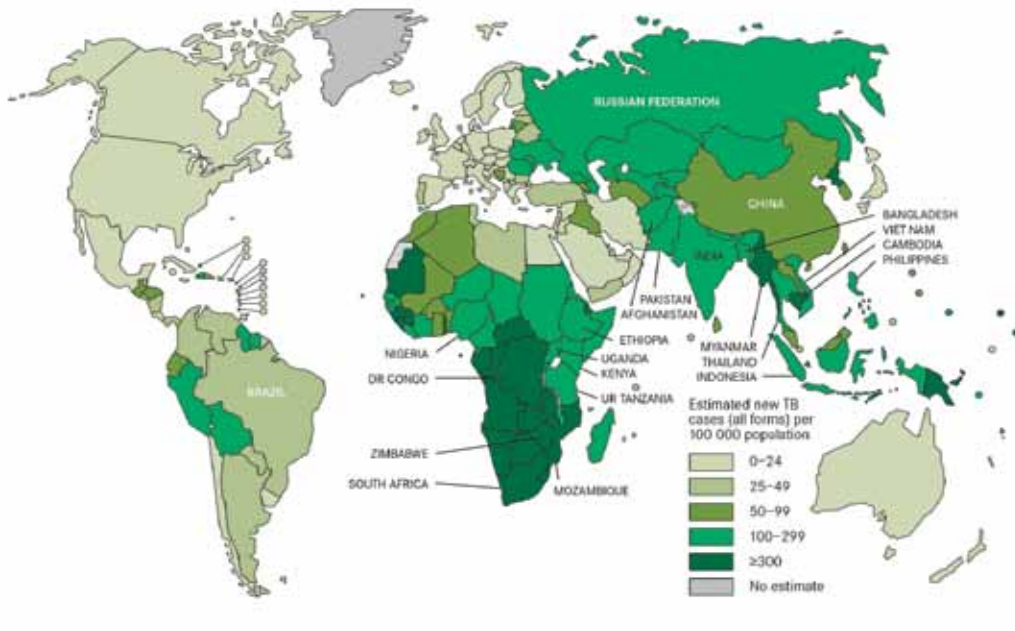 RUSSIAN FEDERATION
CHINA
BANGLADESH
VIET NAM
CAMBODIA
PHILIPPINES
INDIA
PAKISTAN
AFGHANISTAN
ETHIOPIA
NIGERIA
UGANDA
KENYA
DR CONGO
UR TANZANIA
MYANMAR
THAILAND
INDONESIA
BRAZIL
ZIMBABWE
SOUTH AFRICA
MOZAMBIQUE
Estimated new TB
cases (all forms) per
100 000 population
0–24
25–49
50–99
100–299
≥300
No estimate